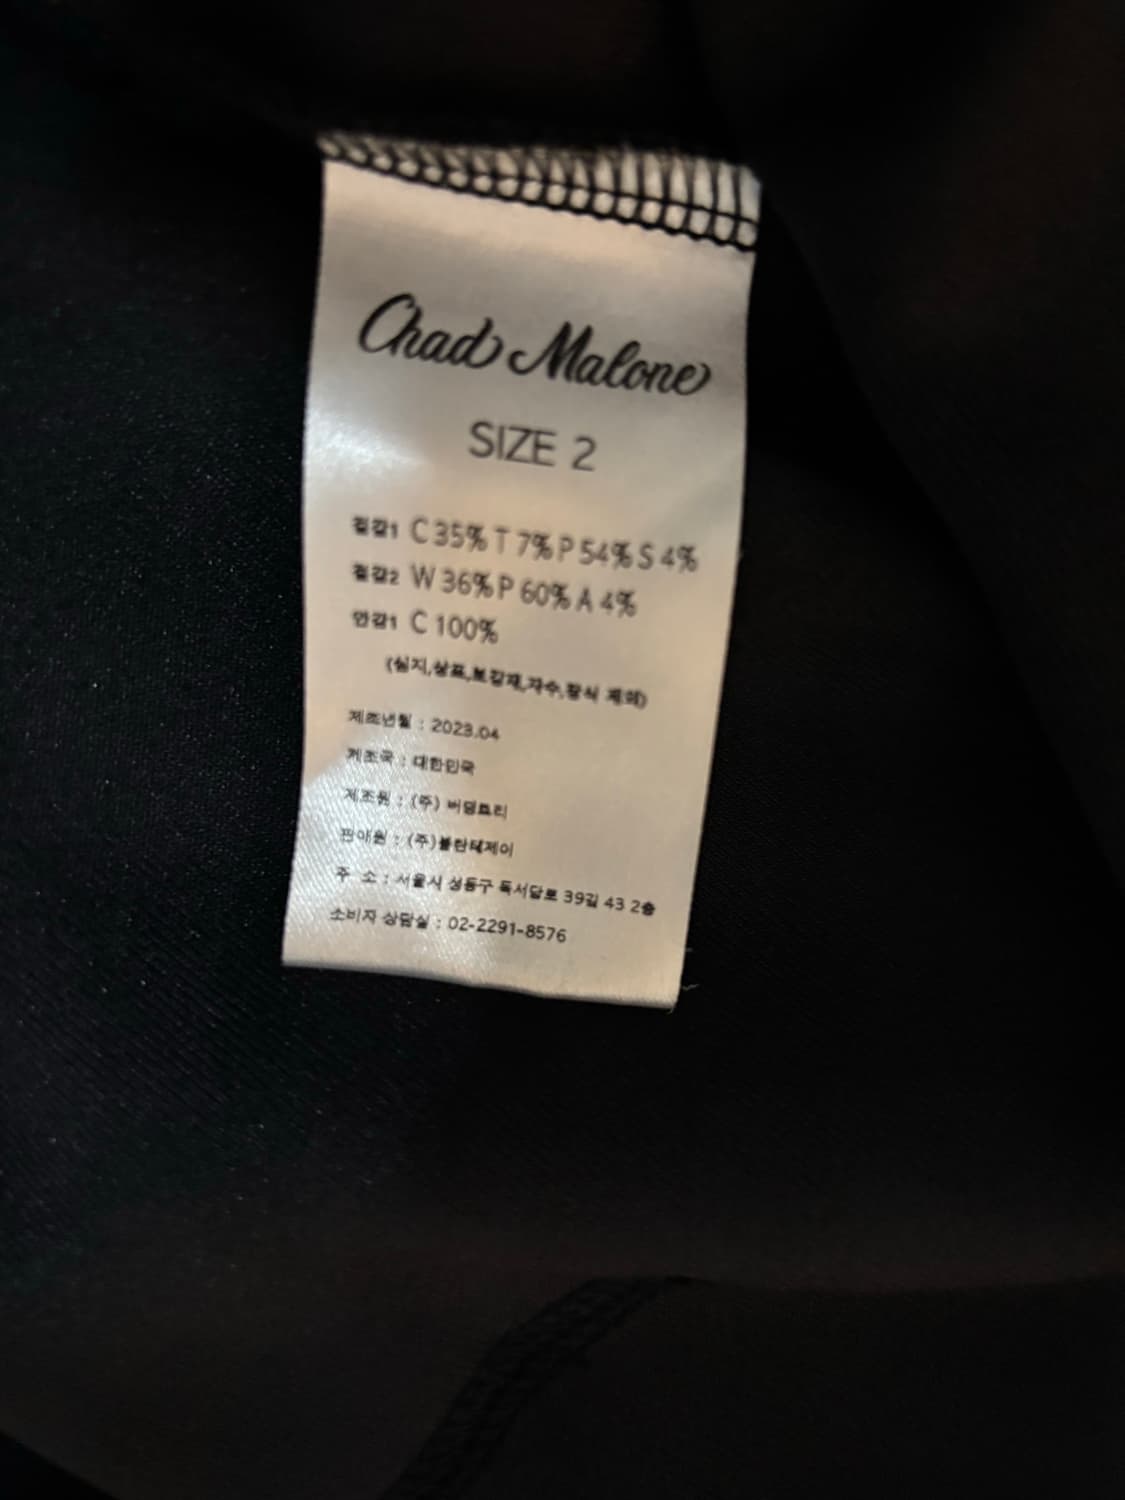 Chad Malone
SIZE 2
겉감1 C 35% T 7% P 54% S 4%
겉감2 W 36% P 60% A 4%
안감1 C 100%
(심지,상표,보강재,자수,장식 제외)
제조년월 : 2023.04
제조국 : 대한민국
제조원 : (주) 버딩트리
판매원 : (주)볼란테제이
주 소 : 서울시 성동구 독서당로 39길 43 2층
소비자 상담실 : 02-2291-8576